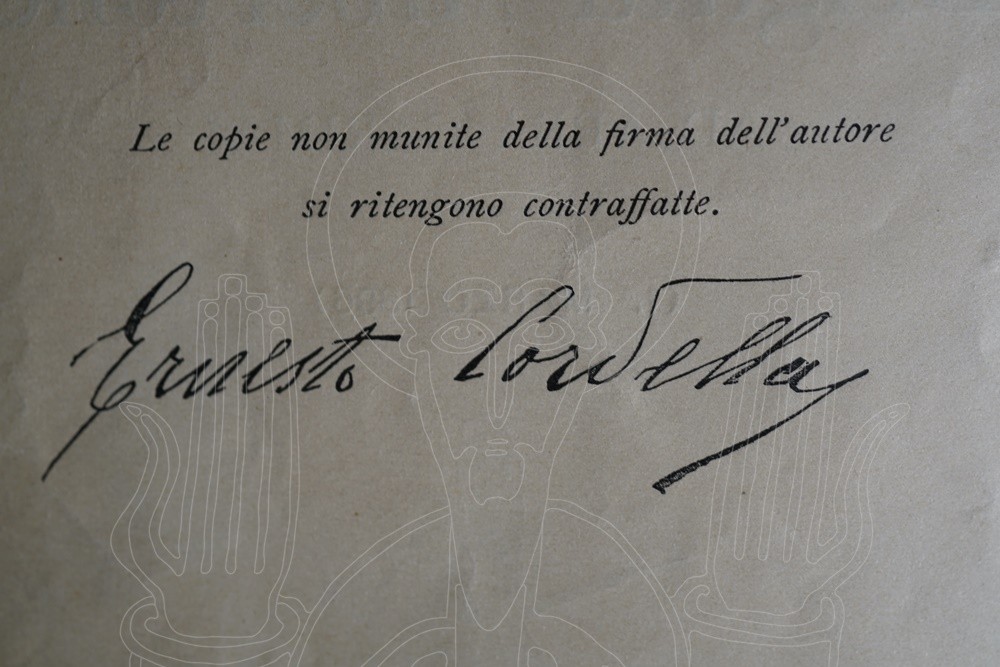 Le copie non munite della firma dell'autore
si ritengono contraffatte.
Ernesto Cordella